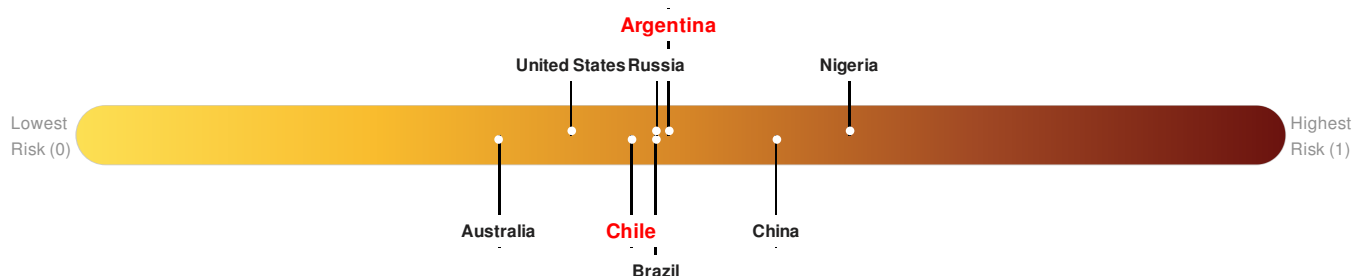 Argentina
United States Russia Nigeria
Lowest
Risk (0)
Highest
Risk (1)
Australia Chile China
Brazil